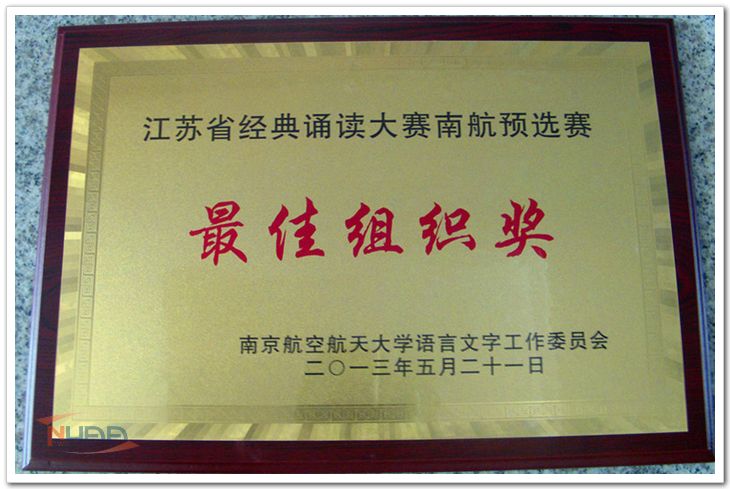 江苏省经典诵读大赛南航预选赛
最佳组织奖
南京航空航天大学语言文字工作委员会
二〇一三年五月二十一日
NUAA